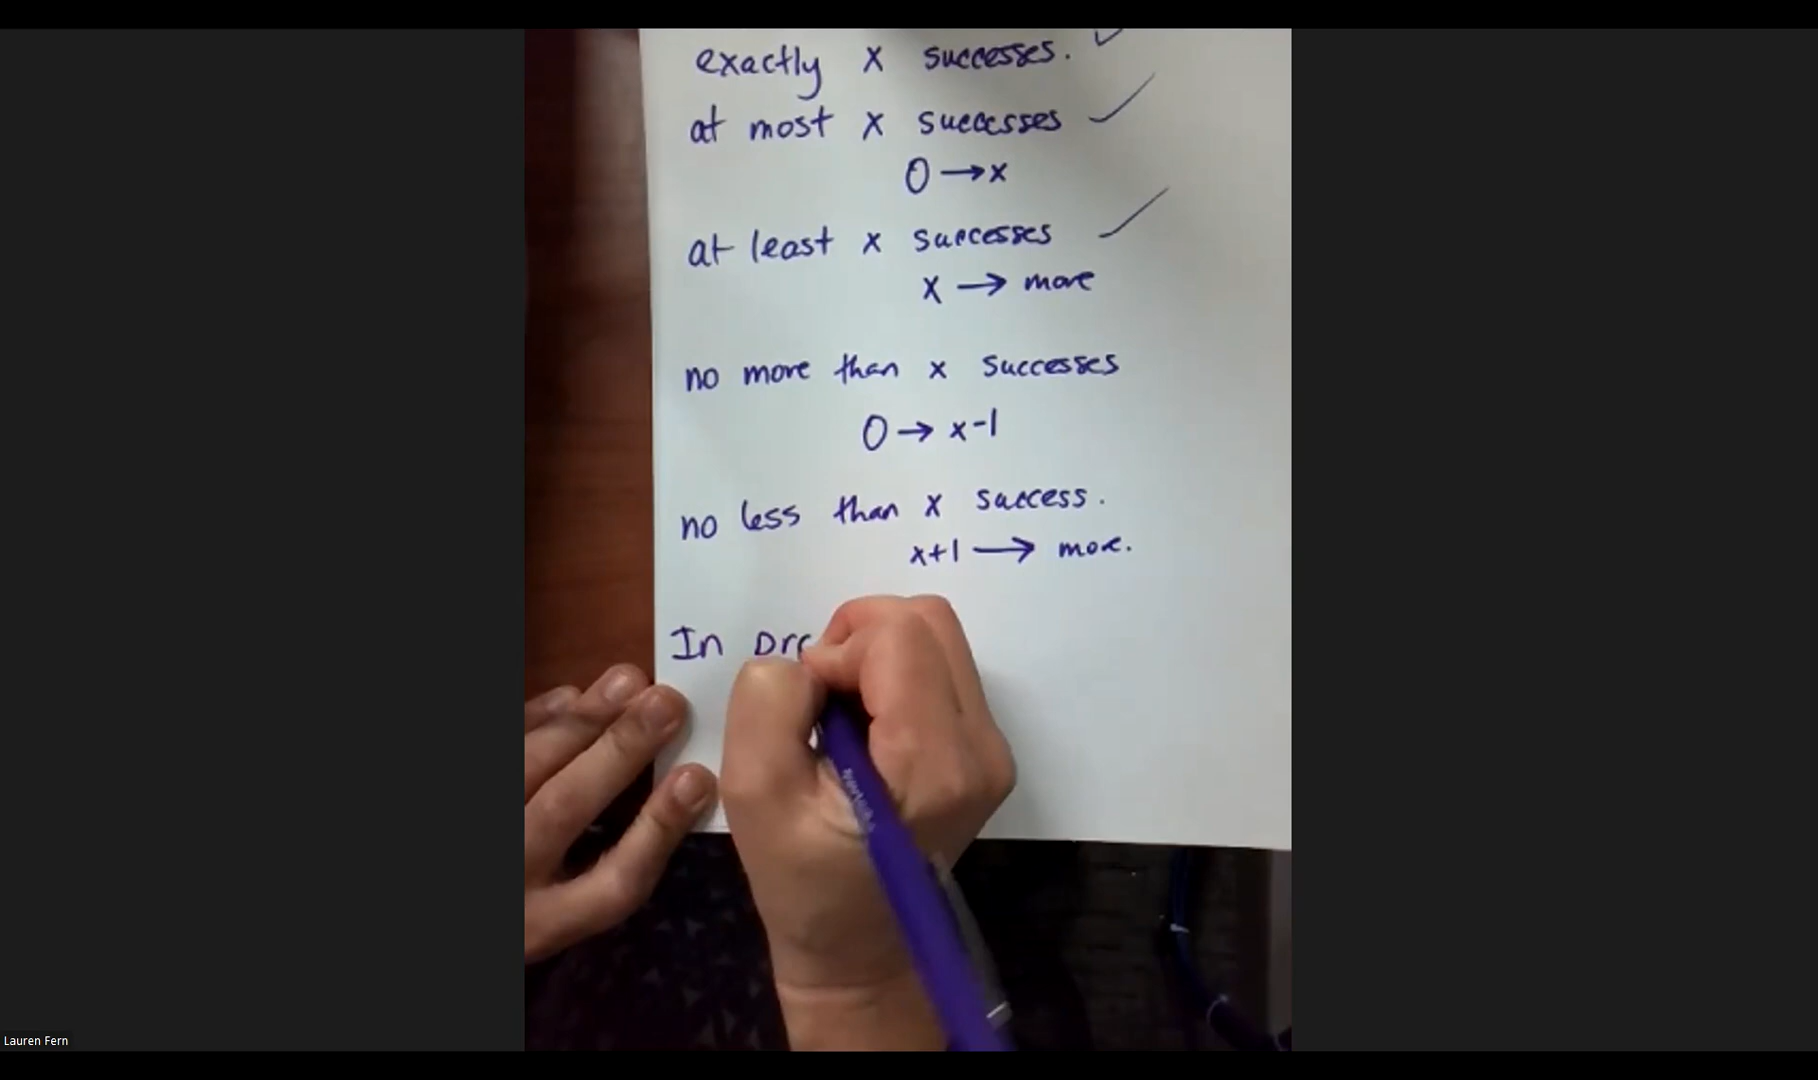 exactly x successes.
at most x successes
0 → x
at least x successes
x → more
no more than x successes
0 → x-1
no less than x success.
x+1 → more.
In
Lauren Fern